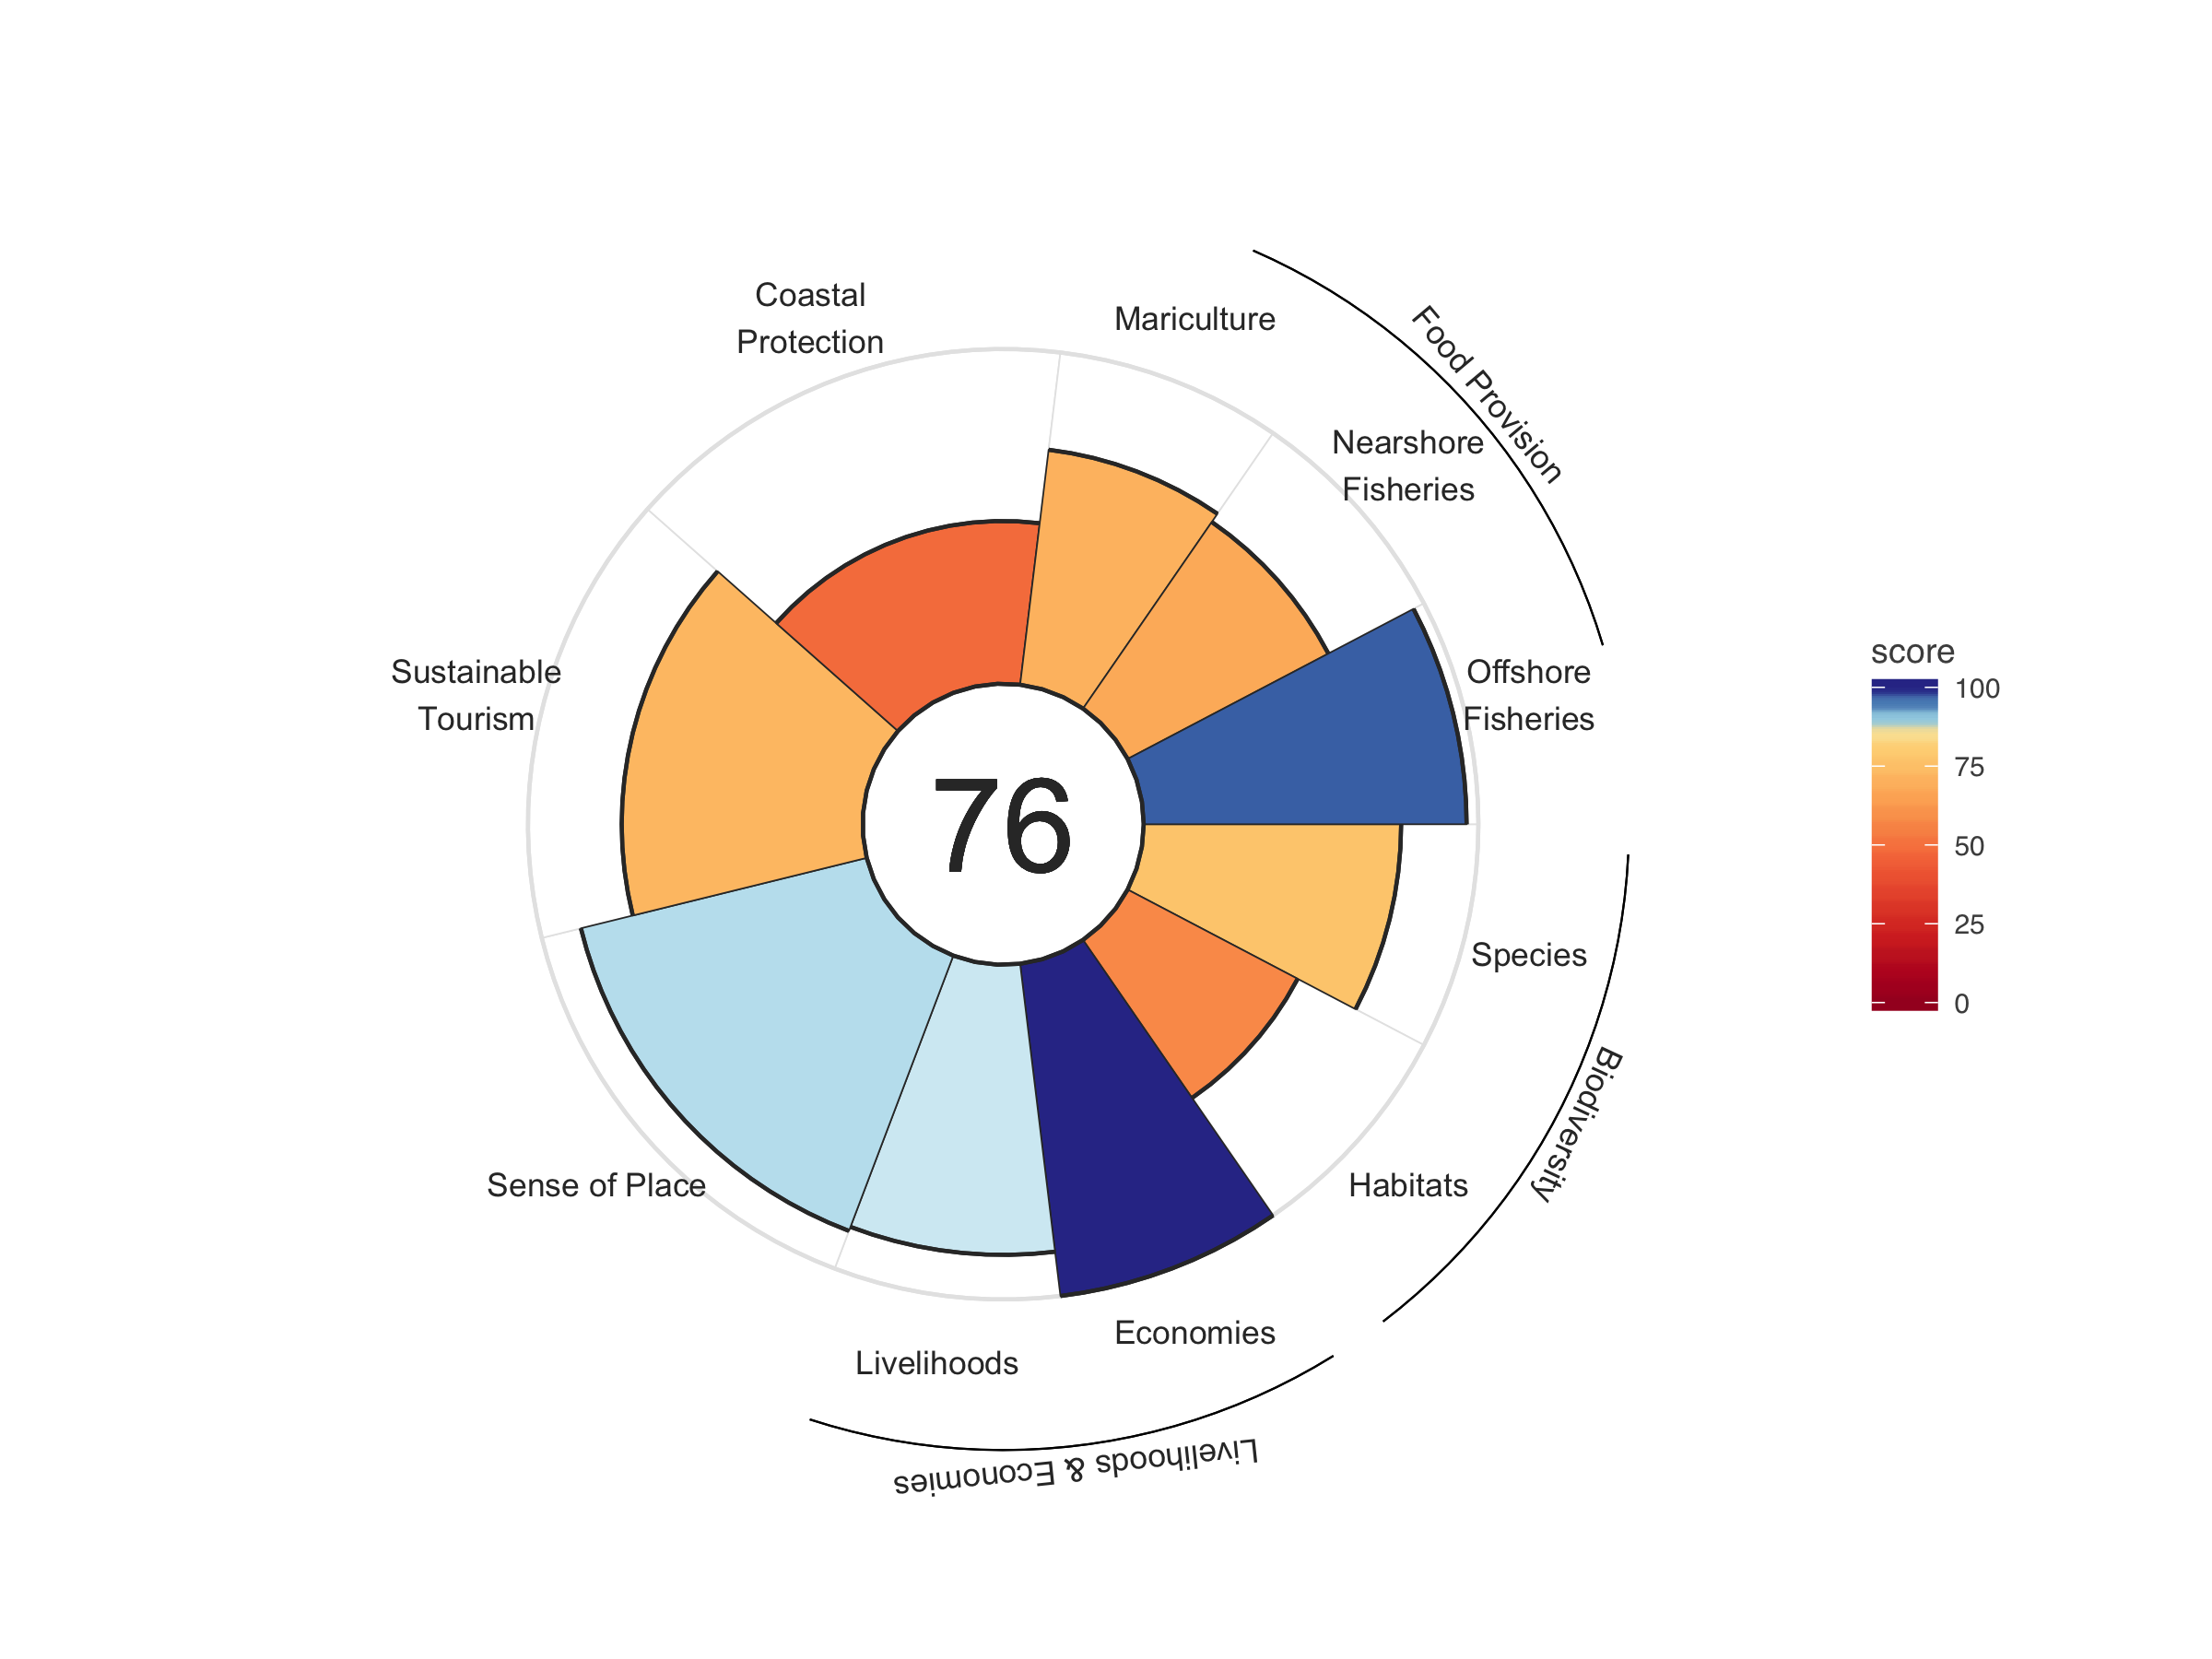 Coastal
Protection
Mariculture
Food Provision
Nearshore
Fisheries
Sustainable
Tourism
Offshore
Fisheries
76
score
100
75
50
25
0
Species
Biodiversity
Sense of Place
Habitats
Economies
Livelihoods
Livelihoods & Economies